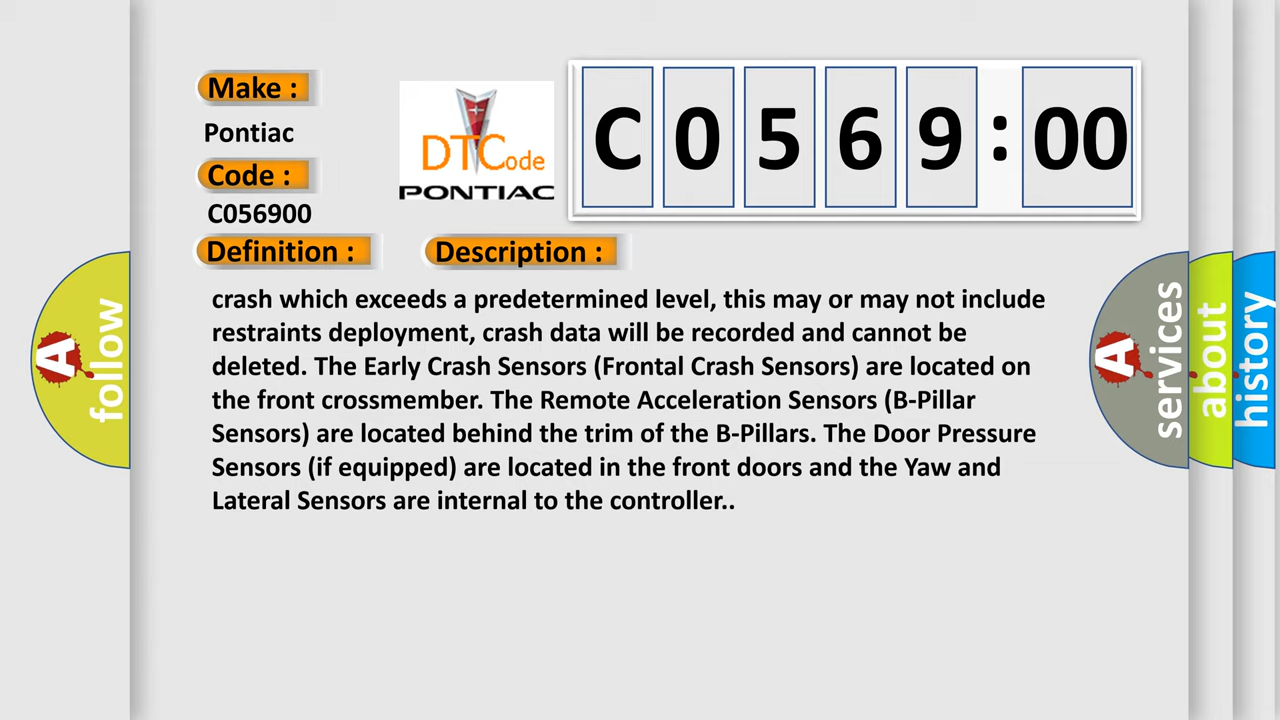 Make :
Pontiac
Code :
C056900
Definition :
Description :
DTCode
PONTIAC
C0569:00
crash which exceeds a predetermined level, this may or may not include
restraints deployment, crash data will be recorded and cannot be
deleted. The Early Crash Sensors (Frontal Crash Sensors) are located on
the front crossmember. The Remote Acceleration Sensors (B-Pillar
Sensors) are located behind the trim of the B-Pillars. The Door Pressure
Sensors (if equipped) are located in the front doors and the Yaw and
Lateral Sensors are internal to the controller..
A
follow
A
services
about
history